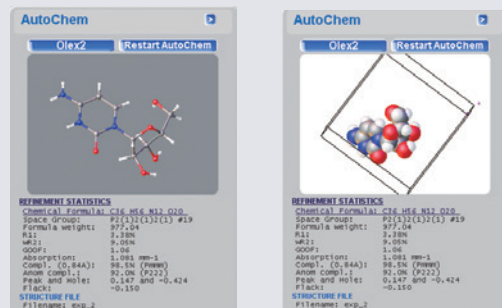 AutoChem
Olex2 Restart AutoChem
REFINEMENT STATISTICS
Chemical Formula: C36 H56 N12 O20
Space Group: P2(1)2(1)2(1) #19
Formula weight: 977.04
R1: 3.38%
wR2: 9.05%
GOOF: 1.06
Absorption: 1.081 mm-1
Compl. (0.84A): 98.5% (Pmmm)
Anom Compl.: 92.0% (P222)
Peak and Hole: 0.147 and -0.424
Flack: -0.150
STRUCTURE FILE
Filename: exp_2
AutoChem
Olex2 Restart AutoChem
REFINEMENT STATISTICS
Chemical Formula: C36 H56 N12 O20
Space Group: P2(1)2(1)2(1) #19
Formula weight: 977.04
R1: 3.38%
wR2: 9.05%
GOOF: 1.06
Absorption: 1.081 mm-1
Compl. (0.84A): 98.5% (Pmmm)
Anom Compl.: 92.0% (P222)
Peak and Hole: 0.147 and -0.424
Flack: -0.150
STRUCTURE FILE
Filename: exp_2